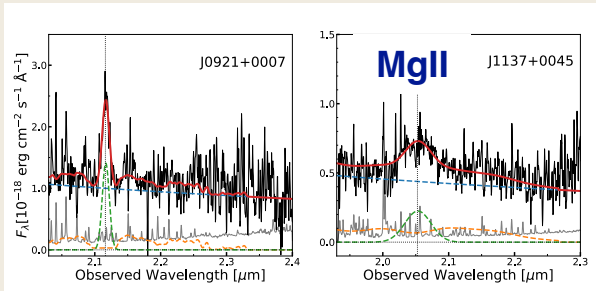 J0921+0007
3.0
2.0
1.0
0.0
F_λ[10⁻¹⁸ erg cm⁻² s⁻¹ Å⁻¹]
2.1
2.2
2.3
2.4
Observed Wavelength [μm]
MgII
J1137+0045
1.5
1.0
0.5
0.0
2.0
2.1
2.2
2.3
Observed Wavelength [μm]